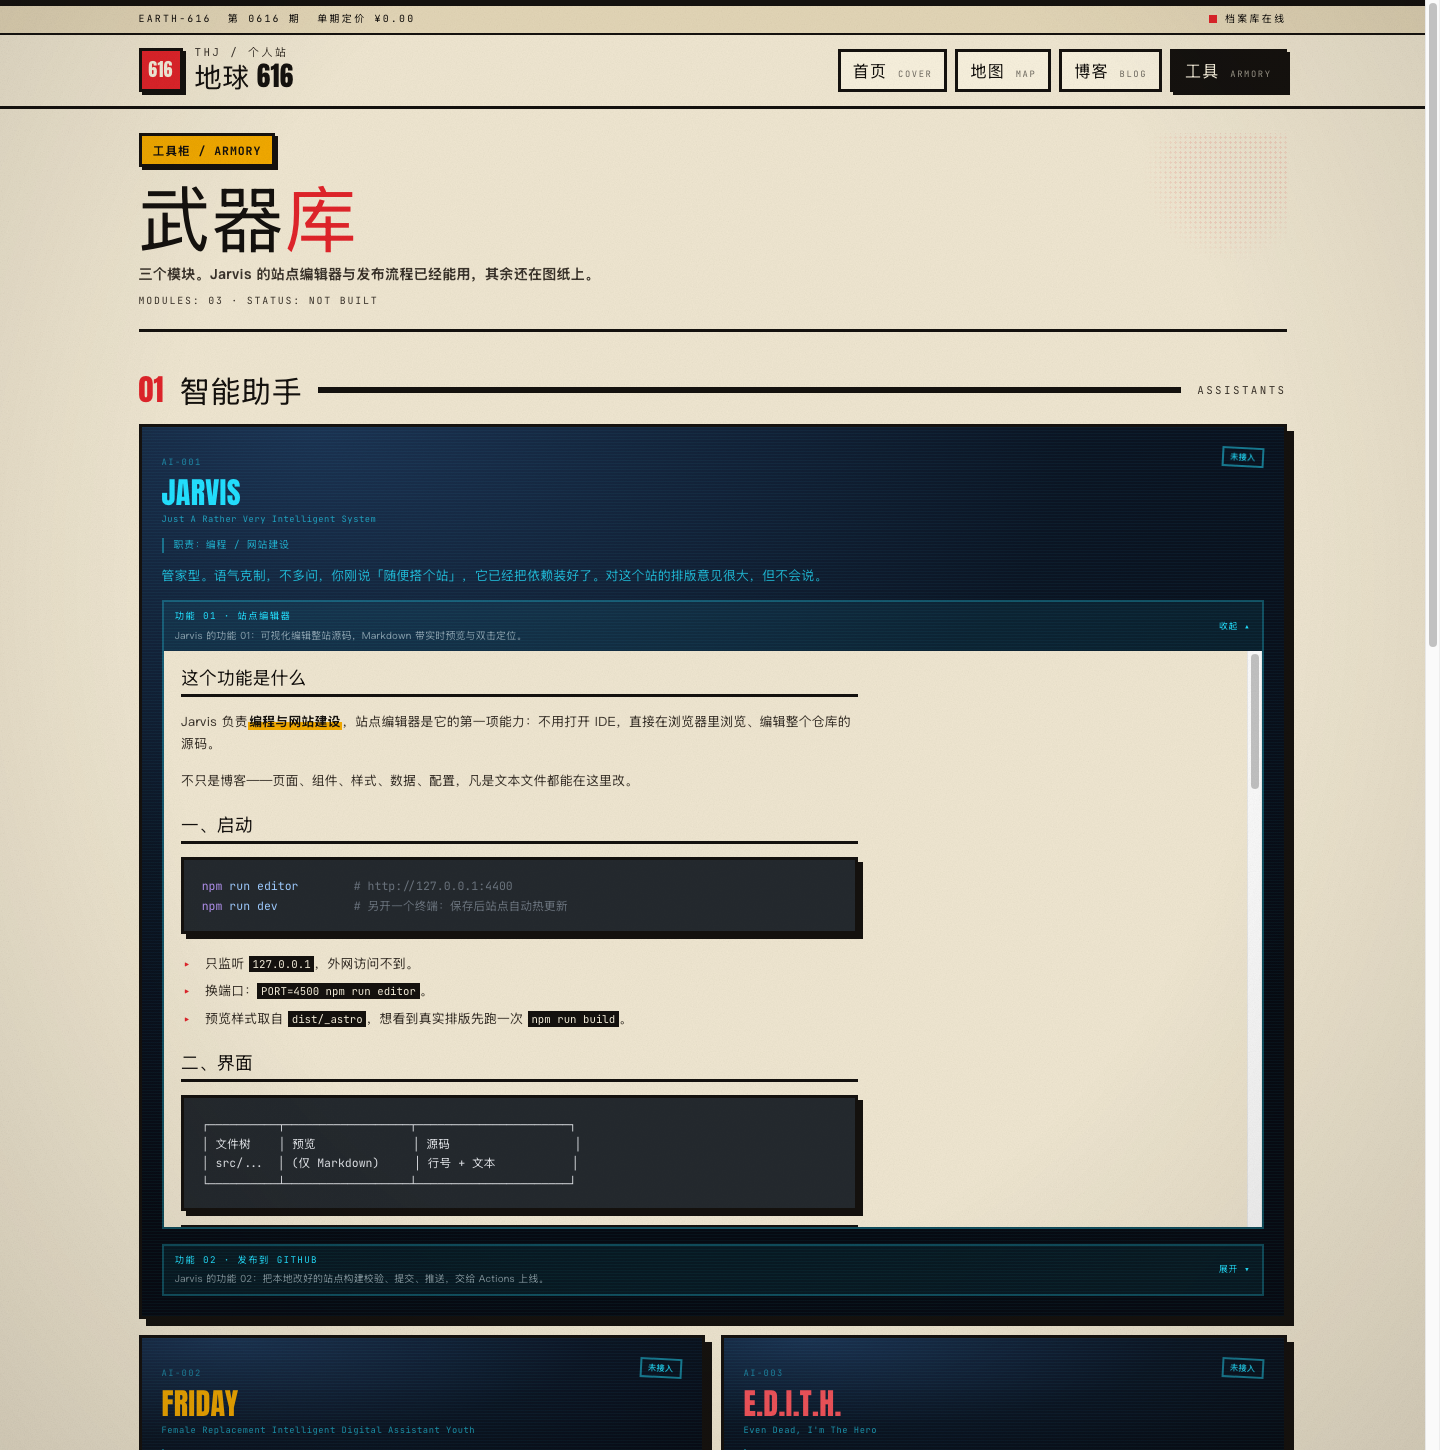 EARTH-616 第 0616 期 单期定价 ¥0.00
档案库在线
616
THJ / 个人站
地球 616
首页 COVER
地图 MAP
博客 BLOG
工具 ARMORY
工具柜 / ARMORY
武器库
三个模块。Jarvis 的站点编辑器与发布流程已经能用，其余还在图纸上。
MODULES: 03 · STATUS: NOT BUILT
01 智能助手
ASSISTANTS
AI-001
未接入
JARVIS
Just A Rather Very Intelligent System
职责：编程 / 网站建设
管家型。语气克制，不多问，你刚说「随便搭个站」，它已经把依赖装好了。对这个站的排版意见很大，但不会说。
功能 01 · 站点编辑器
Jarvis 的功能 01：可视化编辑整站源码，Markdown 带实时预览与双击定位。
收起 ▴
这个功能是什么
Jarvis 负责编程与网站建设，站点编辑器是它的第一项能力：不用打开 IDE，直接在浏览器里浏览、编辑整个仓库的
源码。
不只是博客——页面、组件、样式、数据、配置，凡是文本文件都能在这里改。
一、启动
npm run editor # http://127.0.0.1:4400
npm run dev # 另开一个终端：保存后站点自动热更新
▸ 只监听 127.0.0.1，外网访问不到。
▸ 换端口：PORT=4500 npm run editor。
▸ 预览样式取自 dist/_astro，想看到真实排版先跑一次 npm run build。
二、界面
┌──────────┬──────────────────┬──────────────────────┐
│ 文件树 │ 预览 │ 源码 │
│ src/... │ (仅 Markdown) │ 行号 + 文本 │
└──────────┴──────────────────┴──────────────────────┘
功能 02 · 发布到 GITHUB
Jarvis 的功能 02：把本地改好的站点构建校验、提交、推送，交给 Actions 上线。
展开 ▾
AI-002
未接入
FRIDAY
Female Replacement Intelligent Digital Assistant Youth
AI-003
未接入
E.D.I.T.H.
Even Dead, I'm The Hero